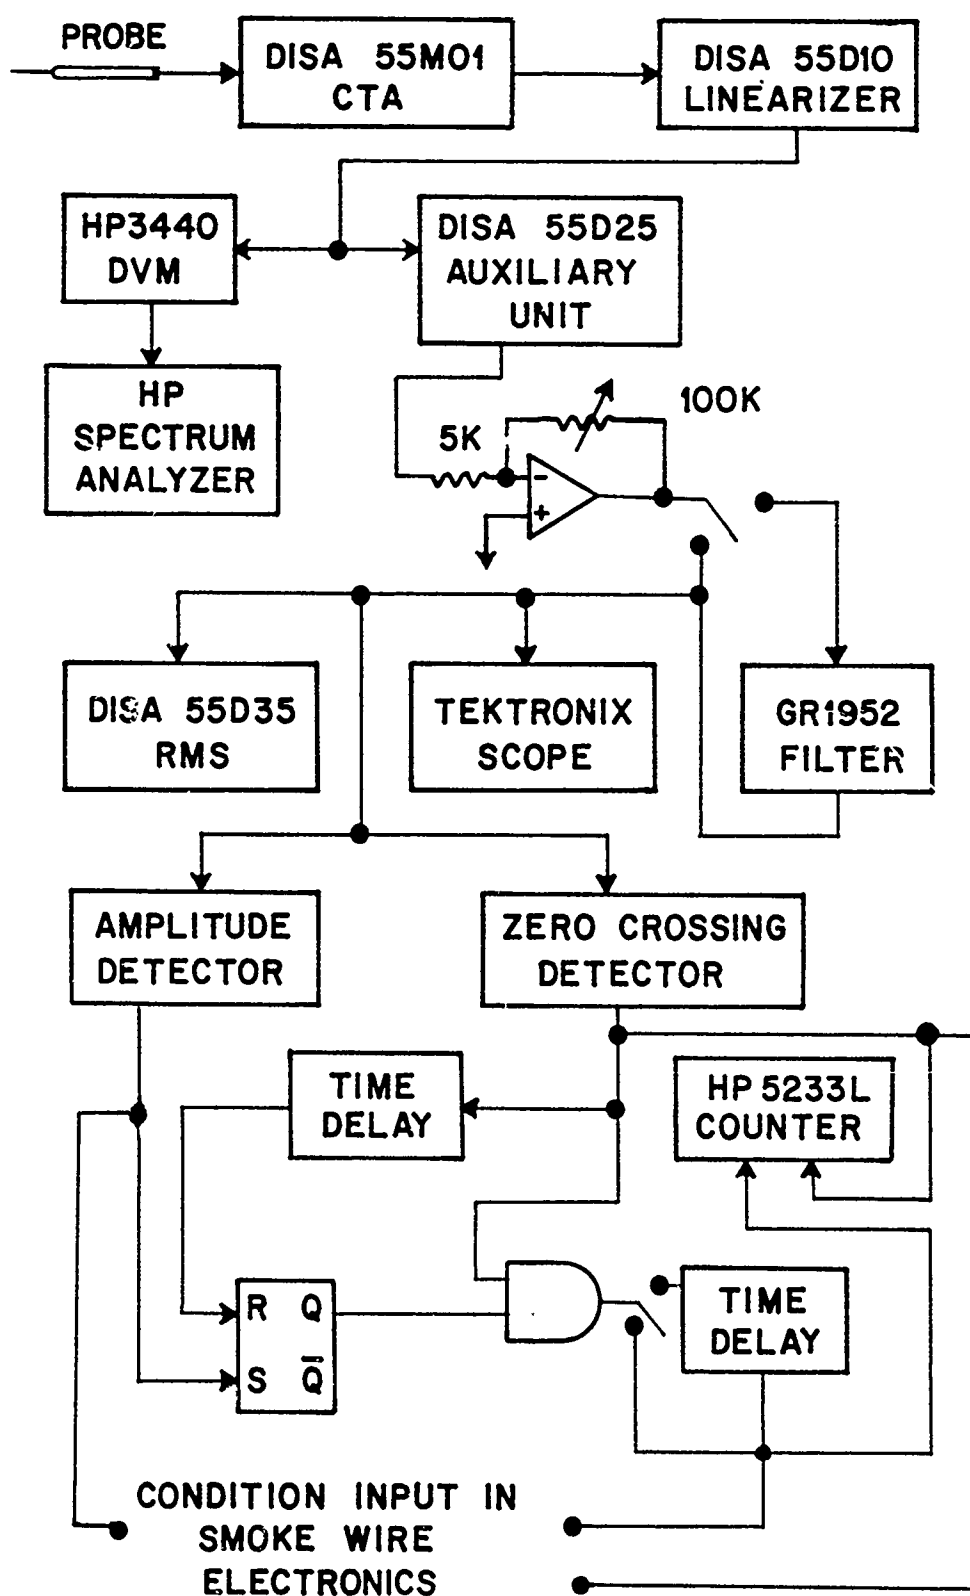 PROBE
DISA 55M01
CTA
DISA 55D10
LINEARIZER
HP3440
DVM
DISA 55D25
AUXILIARY
UNIT
HP
SPECTRUM
ANALYZER
100K
5K
-
+
DISA 55D35
RMS
TEKTRONIX
SCOPE
GR1952
FILTER
AMPLITUDE
DETECTOR
ZERO CROSSING
DETECTOR
TIME
DELAY
HP 5233L
COUNTER
R Q
S Q̅
TIME
DELAY
CONDITION INPUT IN
SMOKE WIRE
ELECTRONICS